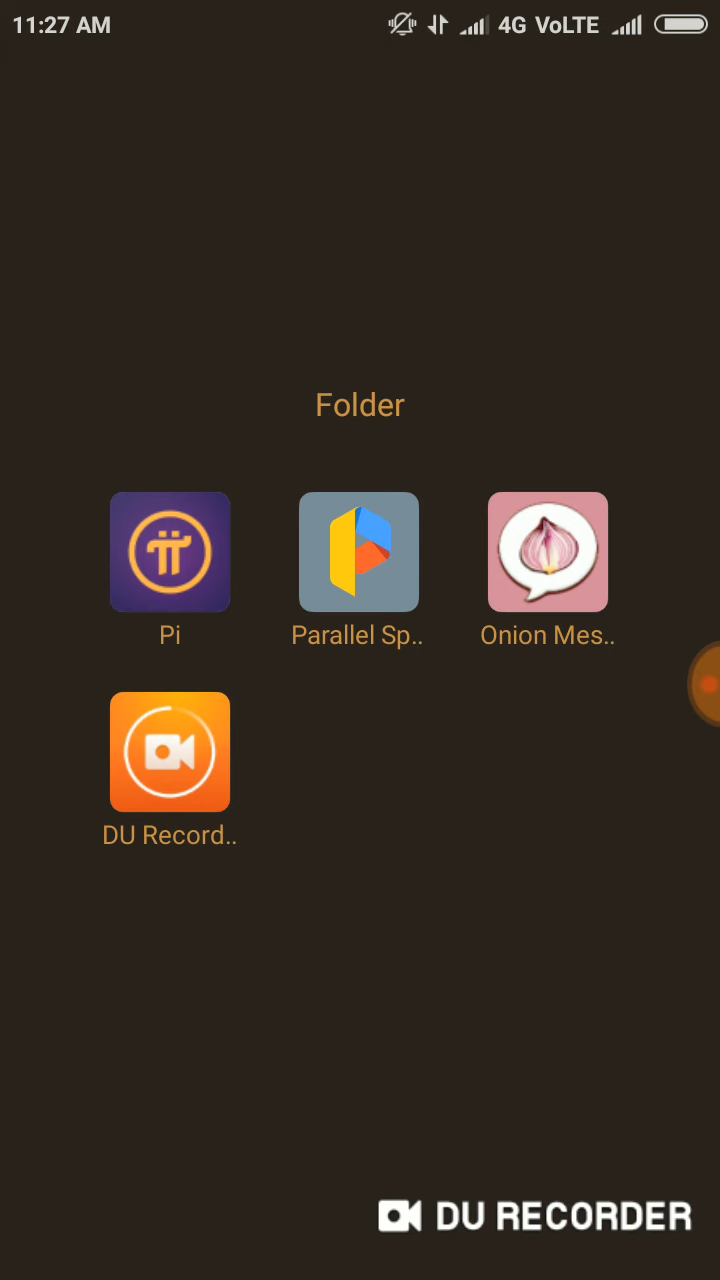 11:27 AM 4G VoLTE
Folder
Pi Parallel Sp.. Onion Mes..
DU Record..
DU RECORDER